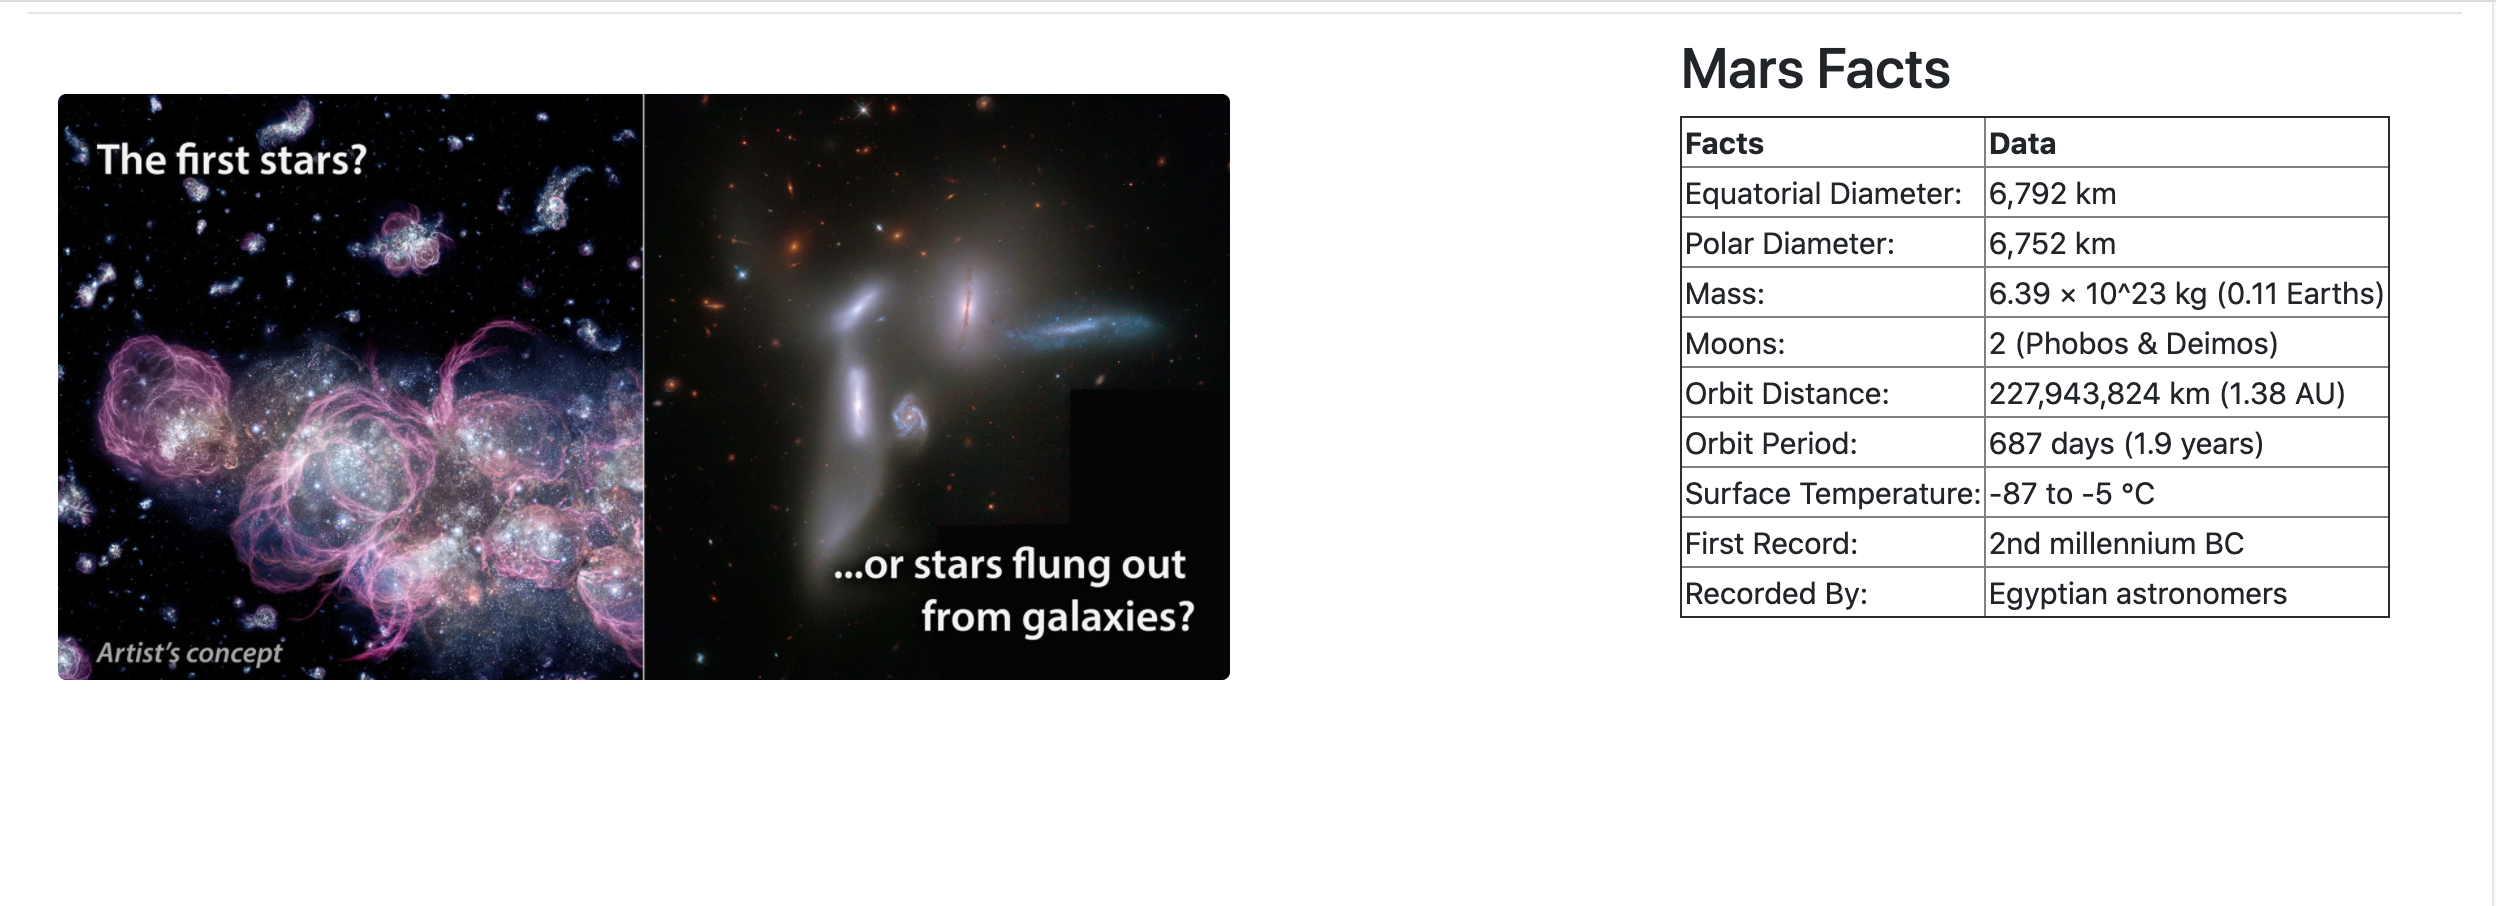 The first stars?
Artist's concept
...or stars flung out
from galaxies?
Mars Facts
Facts Data
Equatorial Diameter: 6,792 km
Polar Diameter: 6,752 km
Mass: 6.39 × 10^23 kg (0.11 Earths)
Moons: 2 (Phobos & Deimos)
Orbit Distance: 227,943,824 km (1.38 AU)
Orbit Period: 687 days (1.9 years)
Surface Temperature: -87 to -5 °C
First Record: 2nd millennium BC
Recorded By: Egyptian astronomers